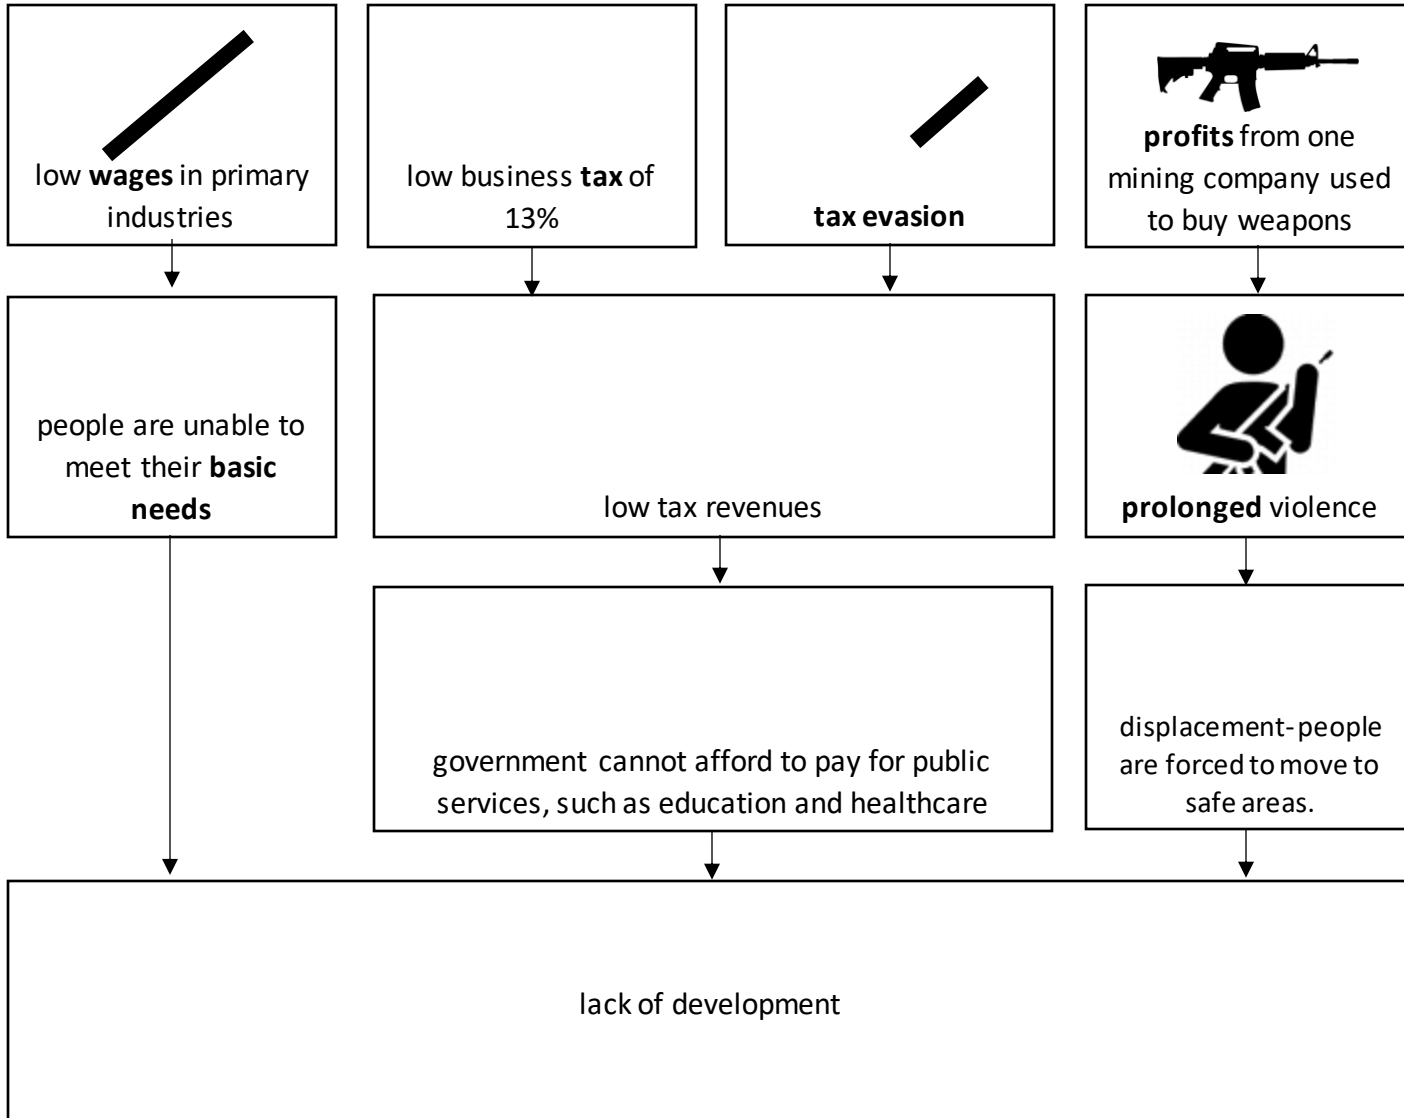 low wages in primary
industries
low business tax of
13%
tax evasion
profits from one
mining company used
to buy weapons
people are unable to
meet their basic
needs
low tax revenues
prolonged violence
government cannot afford to pay for public
services, such as education and healthcare
displacement-people
are forced to move to
safe areas.
lack of development